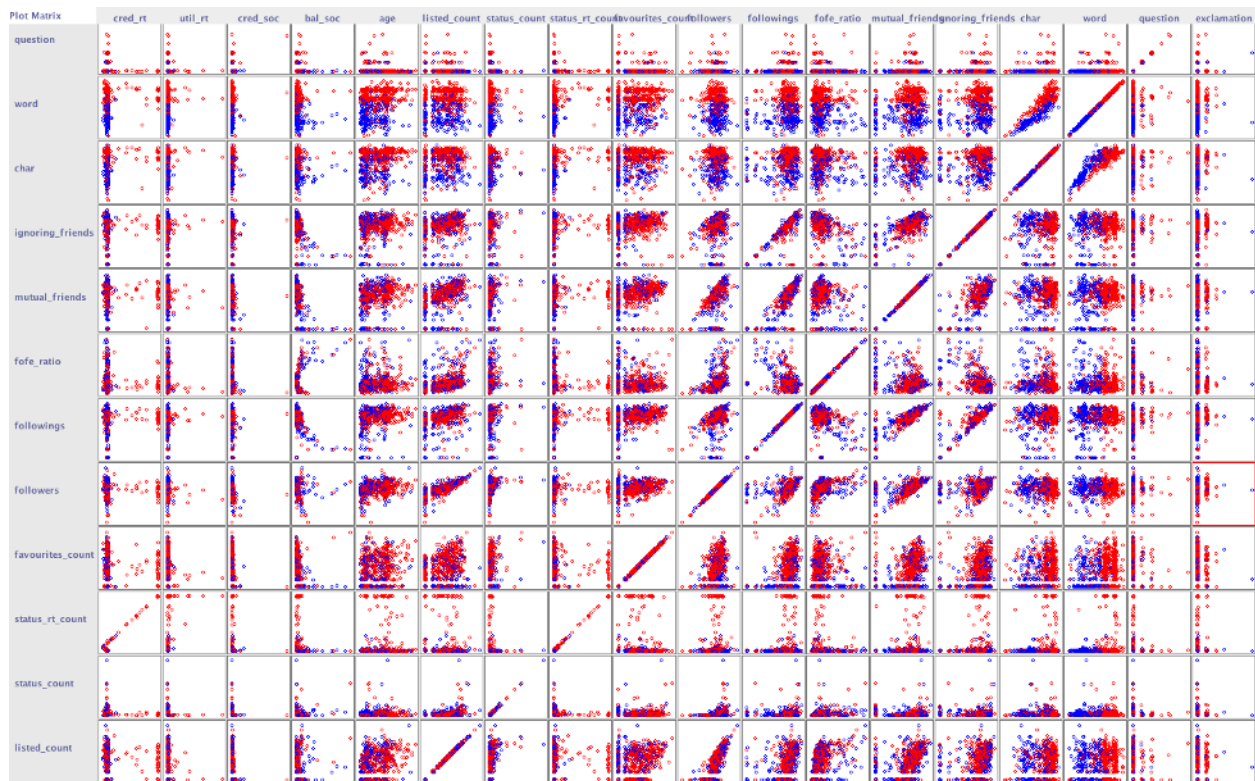 Plot Matrix cred_rt util_rt cred_soc bal_soc age listed_count status_count status_rt_count favourites_count followers followings fofe_ratio mutual_friends ignoring_friends char word question exclamation
question
word
char
ignoring_friends
mutual_friends
fofe_ratio
followings
followers
favourites_count
status_rt_count
status_count
listed_count